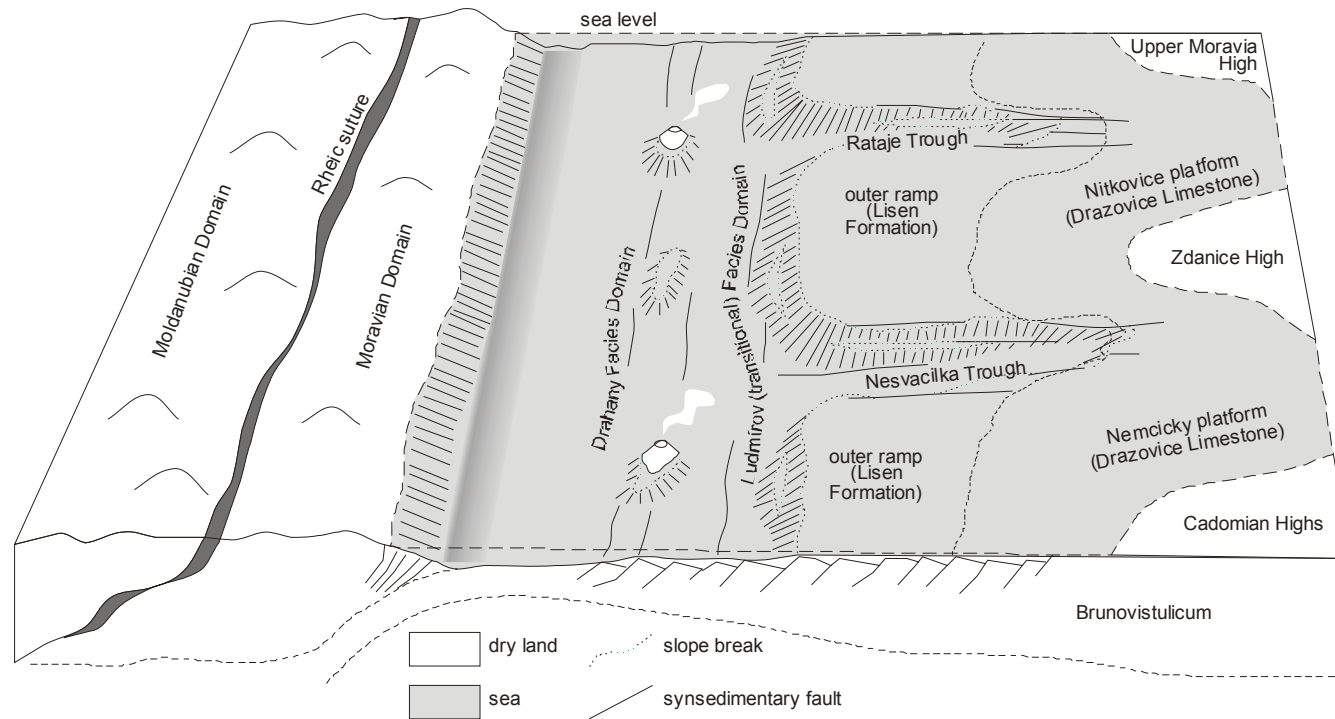 sea level
Upper Moravia
High
Rheic suture
Rataje Trough
Nitkovice platform
(Drazovice Limestone)
outer ramp
(Lisen
Formation)
Moldanubian Domain
Moravian Domain
Drahany Facies Domain
Ludmirov (transitional) Facies Domain
Zdanice High
Nesvacilka Trough
Nemcicky platform
(Drazovice Limestone)
outer ramp
(Lisen
Formation)
Cadomian Highs
Brunovistulicum
dry land
slope break
sea
synsedimentary fault